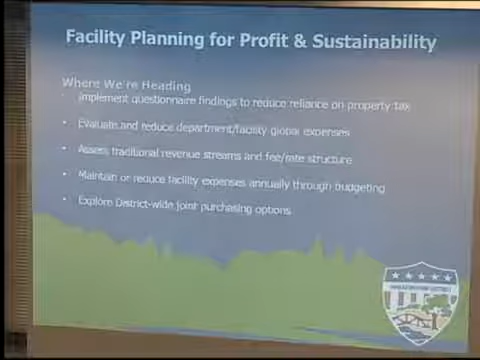 Facility Planning for Profit & Sustainability
Where We're Heading
Implement questionnaire findings to reduce reliance on property tax
Evaluate and reduce department/facility global expenses
Assess traditional revenue streams and fee/rate structure
Maintain or reduce facility expenses annually through budgeting
Explore District-wide joint purchasing options